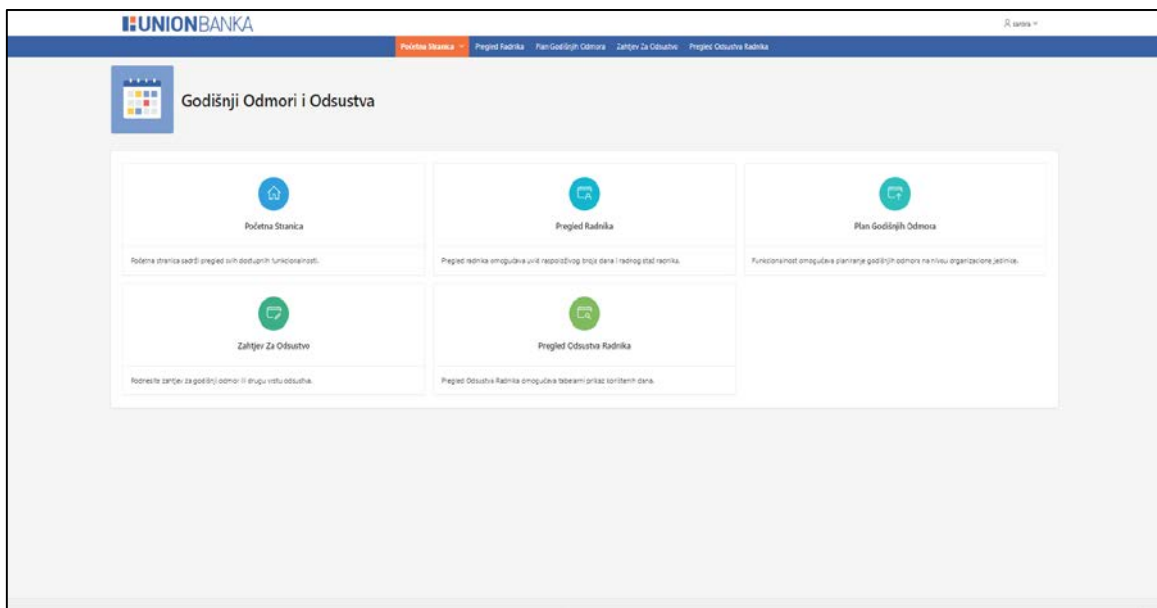 UNIONBANKA
Početna Stranica Pregled Radnika Plan Godišnjih Odmora Zahtjev Za Odsustvo Pregled Odsustva Radnika
Godišnji Odmori i Odsustva
Početna Stranica
Pregled Radnika
Plan Godišnjih Odmora
Početna stranica sadrži pregled svih dostupnih funkcionalnosti.
Pregled radnika omogućava uvid raspoloživog broja dana i radnog staž radnika.
Funkcionalnost omogućava planiranje godišnjih odmora na nivou organizacione jedinice.
Zahtjev Za Odsustvo
Pregled Odsustva Radnika
Podnesite zahtjev za godišnji odmor ili drugu vrstu odsustva.
Pregled Odsustva Radnika omogućava tabelarni prikaz korištenih dana.